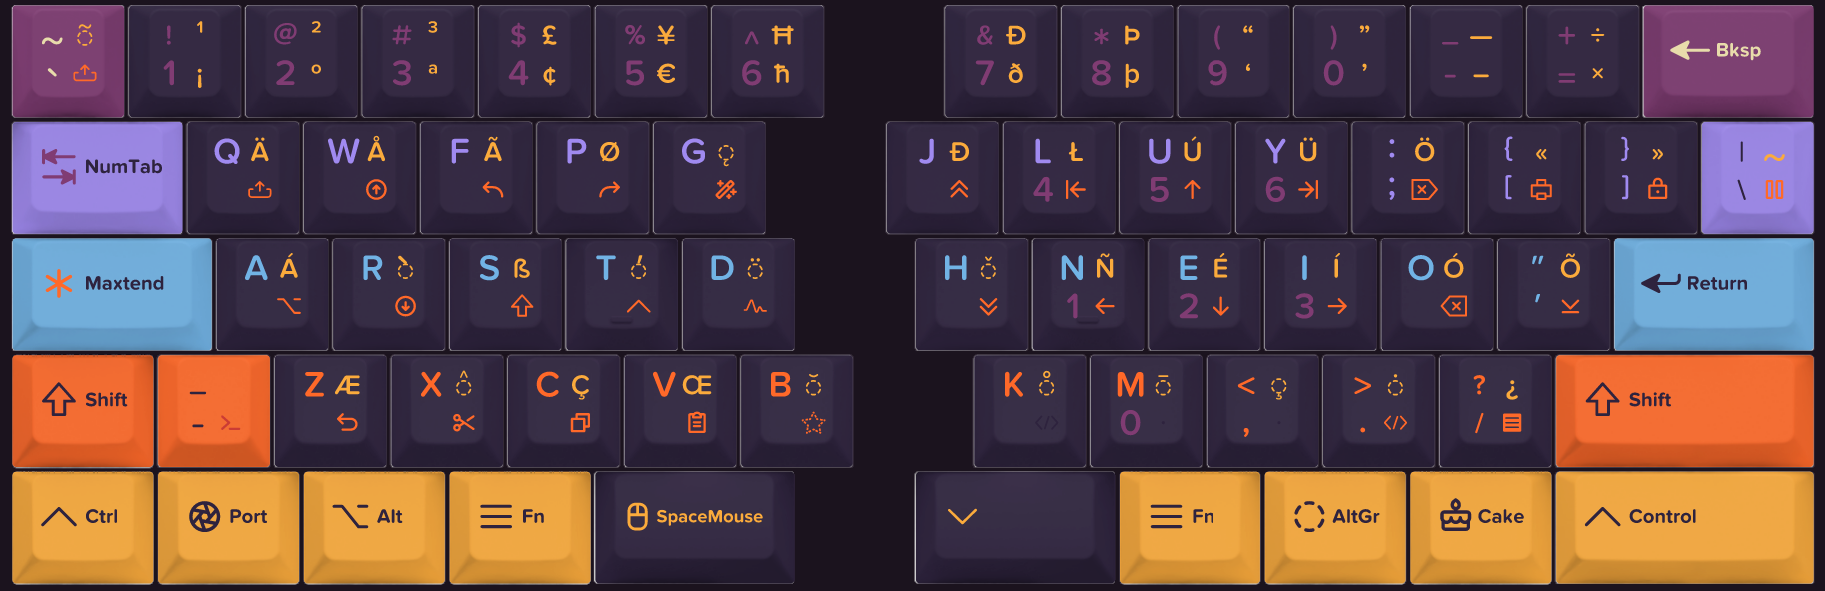 ~ ◌̃ ! ¹ @ ² # ³ $ £ % ¥ ^ Ħ & Đ * Þ ( “ ) ” _ — + ÷ Bksp
` 1 ¡ 2 º 3 ª 4 ¢ 5 € 6 ħ 7 ð 8 þ 9 ‘ 0 ’ - – = ×
NumTab Q Ä W Å F Ã P Ø G ◌̨ J Đ L Ł U Ú Y Ü : Ö { « } » | ~
4 5 6 ; [ ] \
Maxtend A Á R ◌̀ S ß T ◌́ D ◌̈ H ◌̌ N Ñ E É I Í O Ó " Õ Return
1 2 3 '
Shift _ Z Æ X ◌̂ C Ç V Œ B ◌̆ K ◌̊ M ◌̄ < ◌̧ > ◌̇ ? ¿ Shift
- >_ </> 0 , . </> /
Ctrl Port Alt Fn SpaceMouse Fn AltGr Cake Control